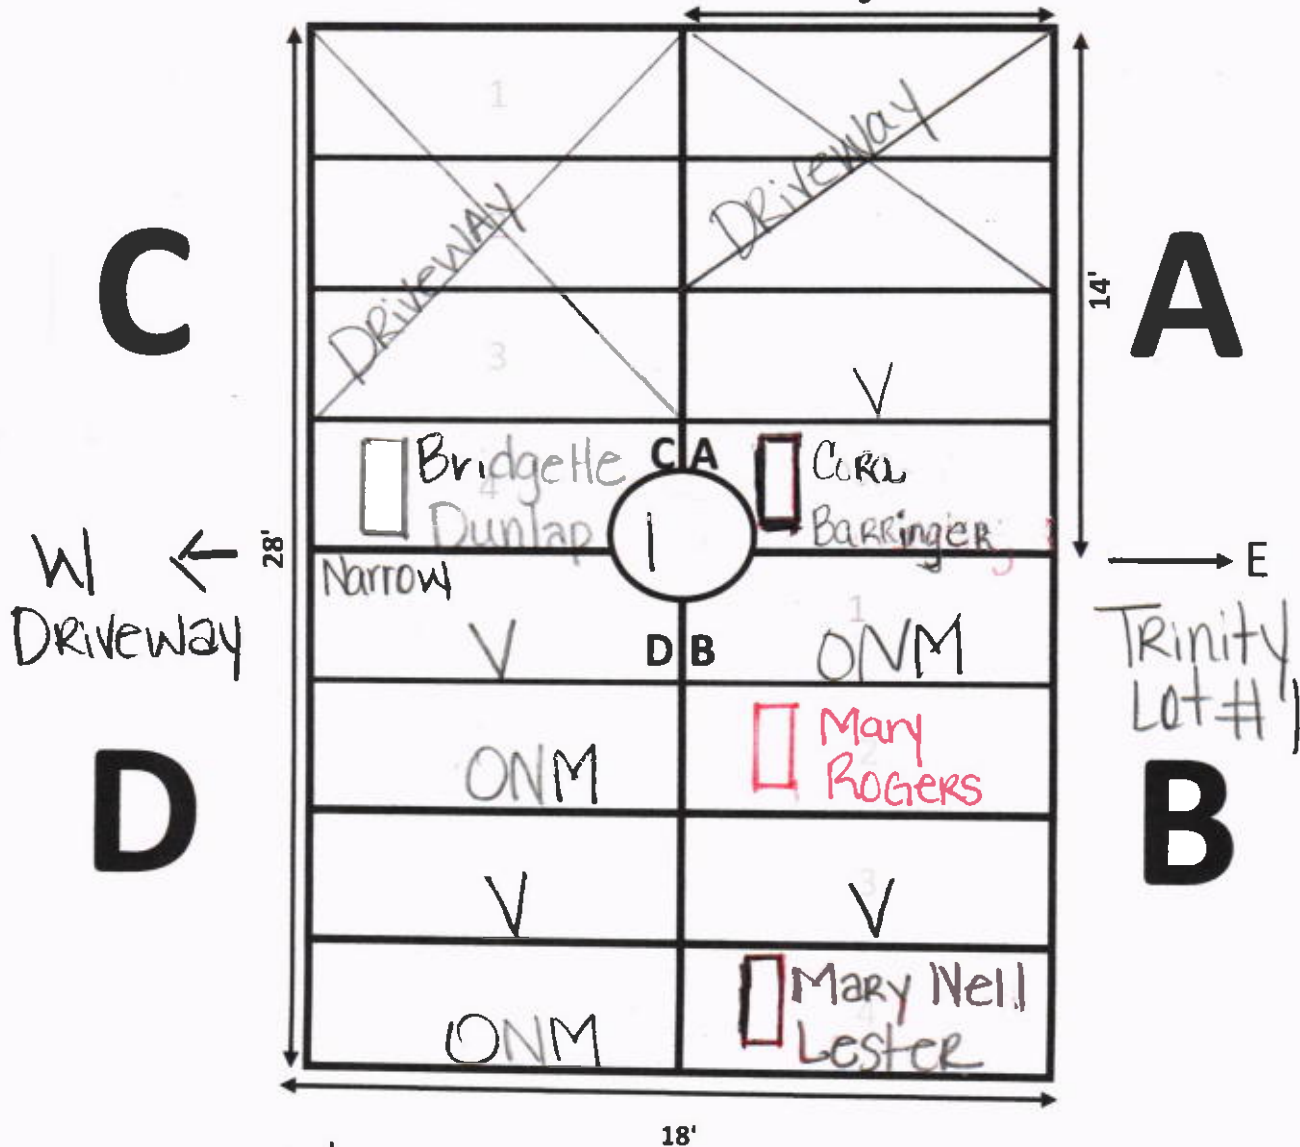 1
DRIVEWAY
DRiveway
3
V
C
A
14'
Bridgette
Dunlap
4
C A
Barringer
1
W
28'
E
Narrow
Driveway
V
D B
1
ONM
Trinity
Lot #1
ONM
Mary
Rogers
2
D
B
V
3
V
ONM
Mary Nell
Lester
4
18'